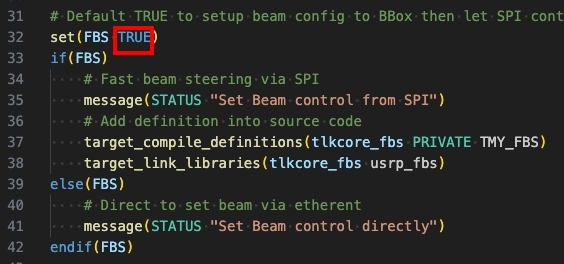 31 # Default TRUE to setup beam config to BBox then let SPI cont
32 set(FBS TRUE)
33 if(FBS)
34 # Fast beam steering via SPI
35 message(STATUS "Set Beam control from SPI")
36 # Add definition into source code
37 target_compile_definitions(tlkcore_fbs PRIVATE TMY_FBS)
38 target_link_libraries(tlkcore_fbs usrp_fbs)
39 else(FBS)
40 # Direct to set beam via etherent
41 message(STATUS "Set Beam control directly")
42 endif(FBS)